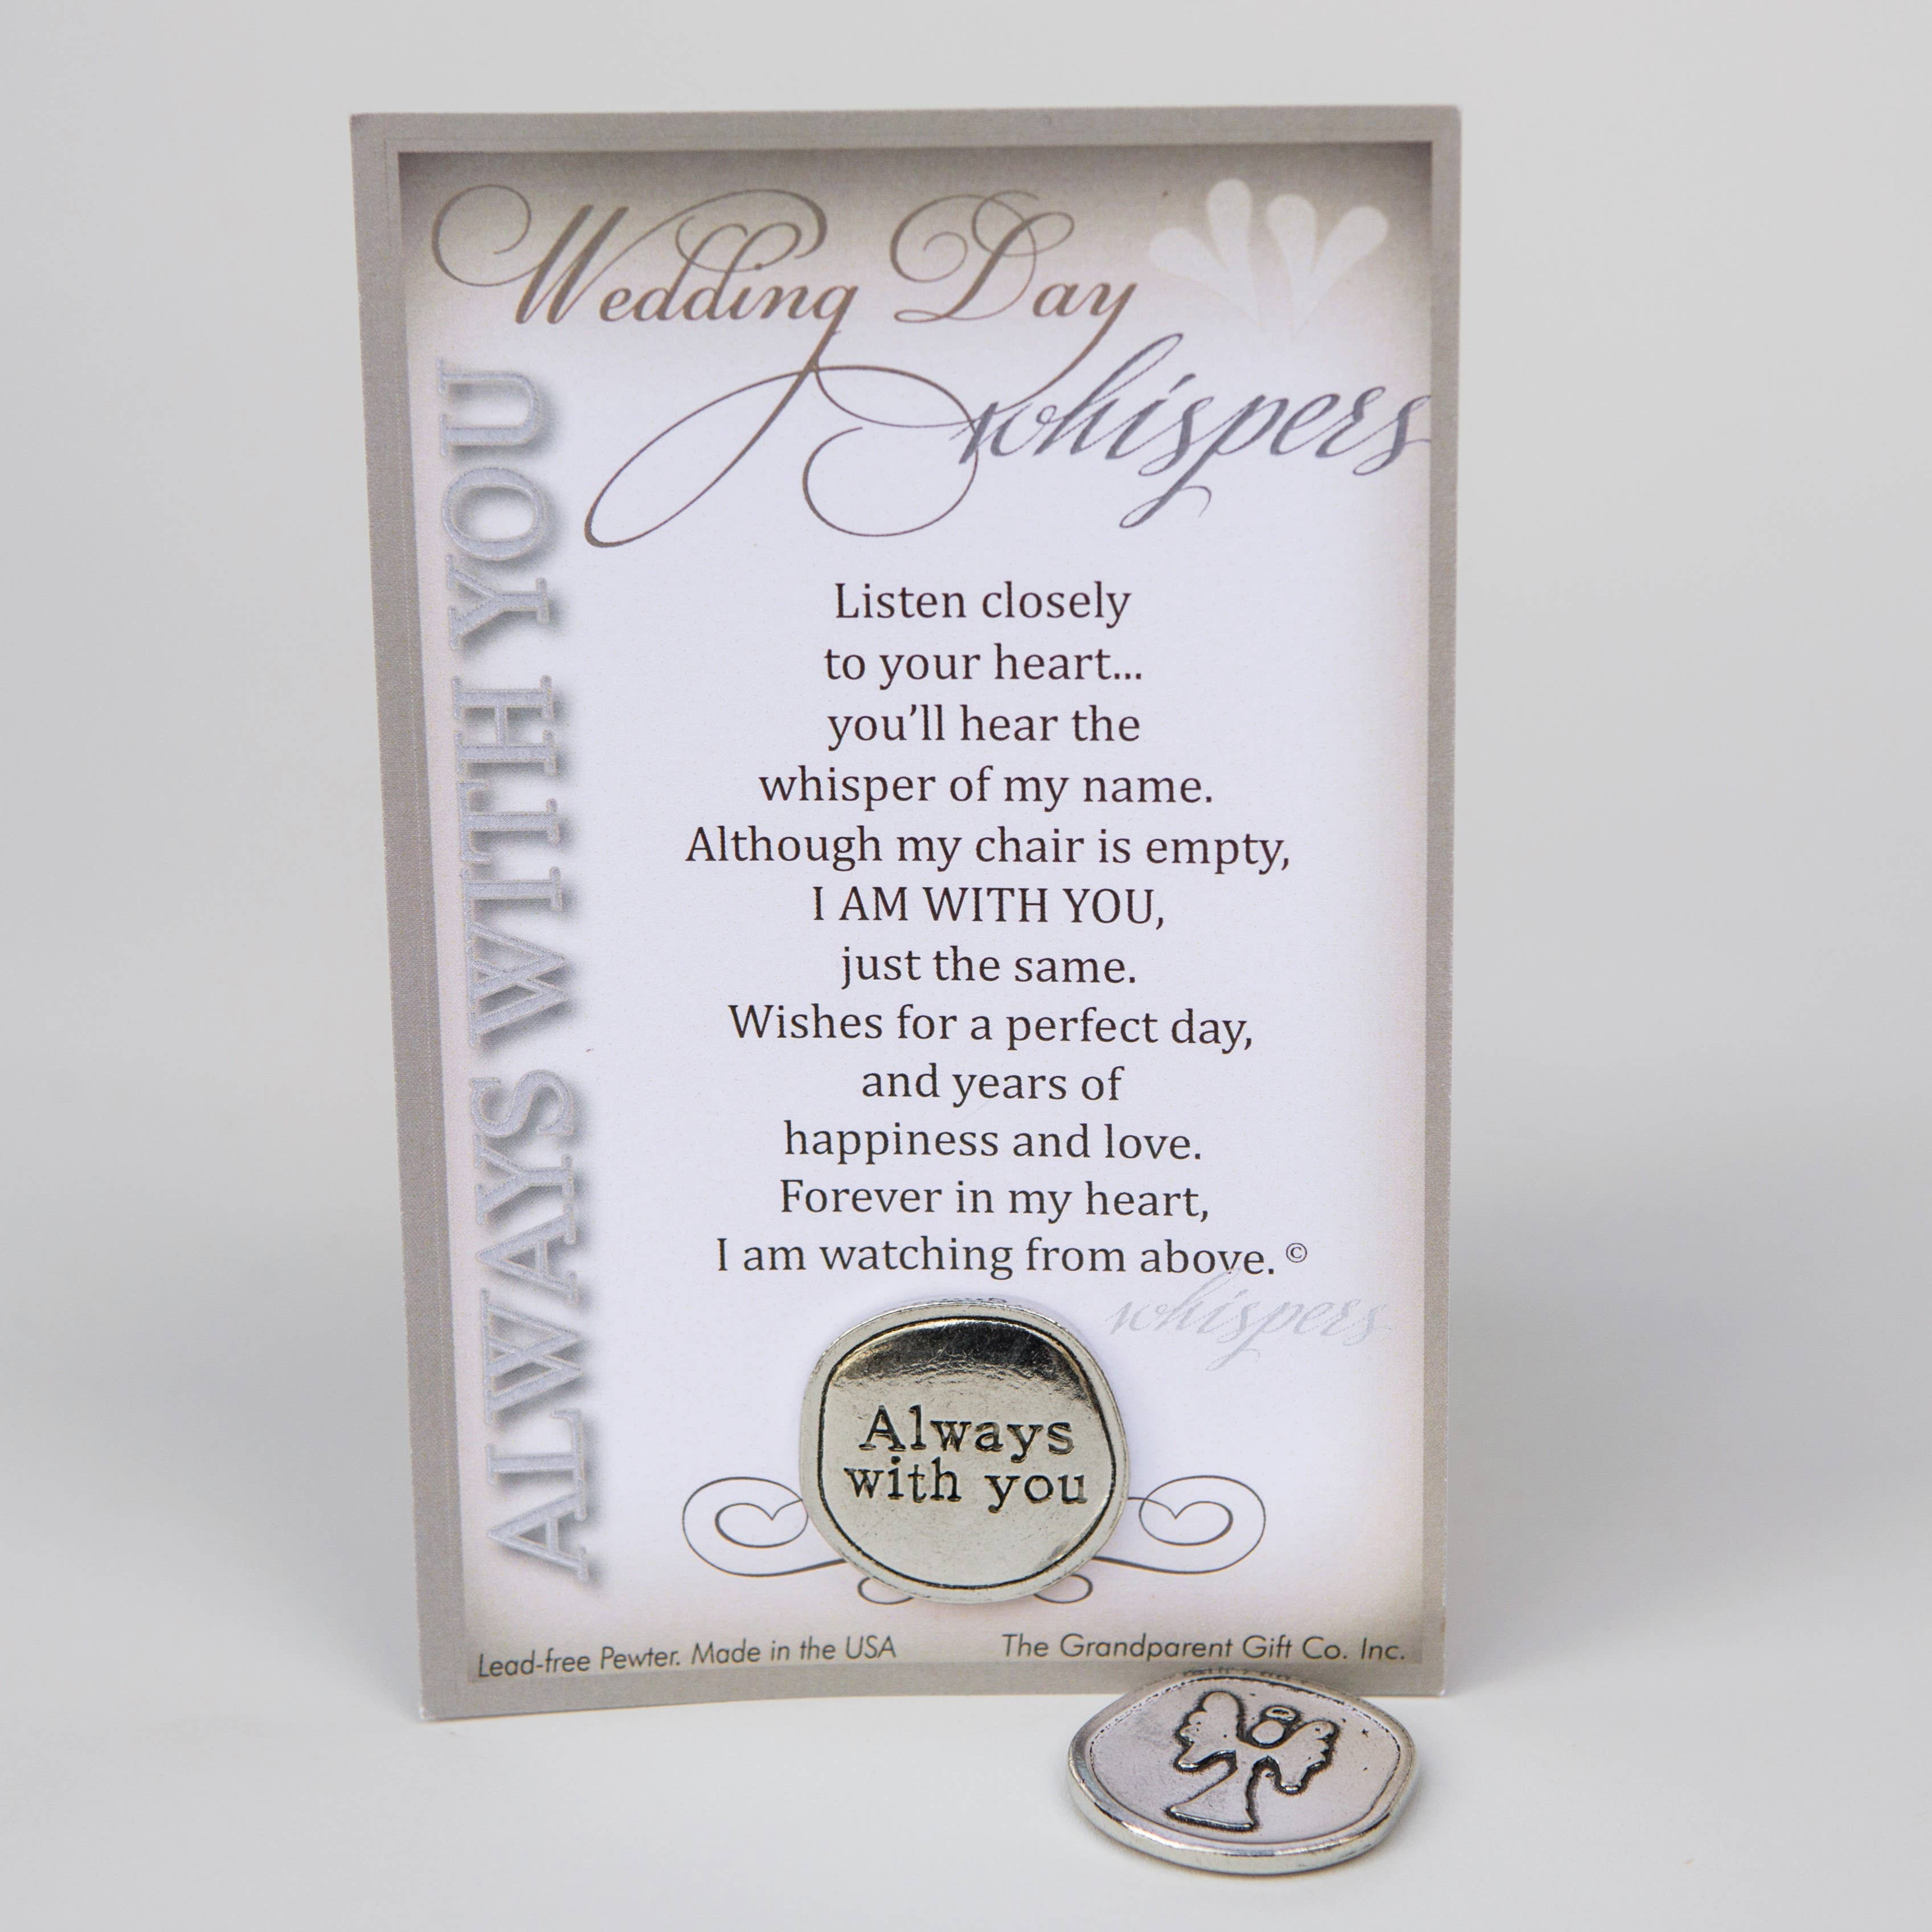 Wedding Day
whispers
ALWAYS WITH YOU
Listen closely
to your heart...
you'll hear the
whisper of my name.
Although my chair is empty,
I AM WITH YOU,
just the same.
Wishes for a perfect day,
and years of
happiness and love.
Forever in my heart,
I am watching from above. ©
whispers
Always
with you
Lead-free Pewter. Made in the USA
The Grandparent Gift Co. Inc.